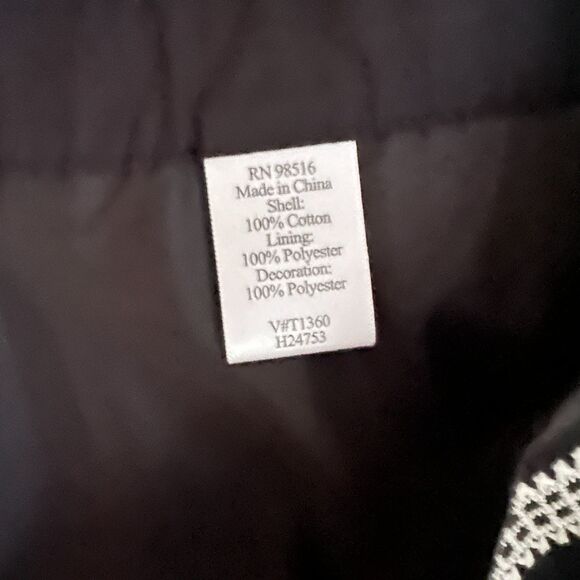 RN 98516
Made in China
Shell:
100% Cotton
Lining:
100% Polyester
Decoration:
100% Polyester
V#T1360
H24753